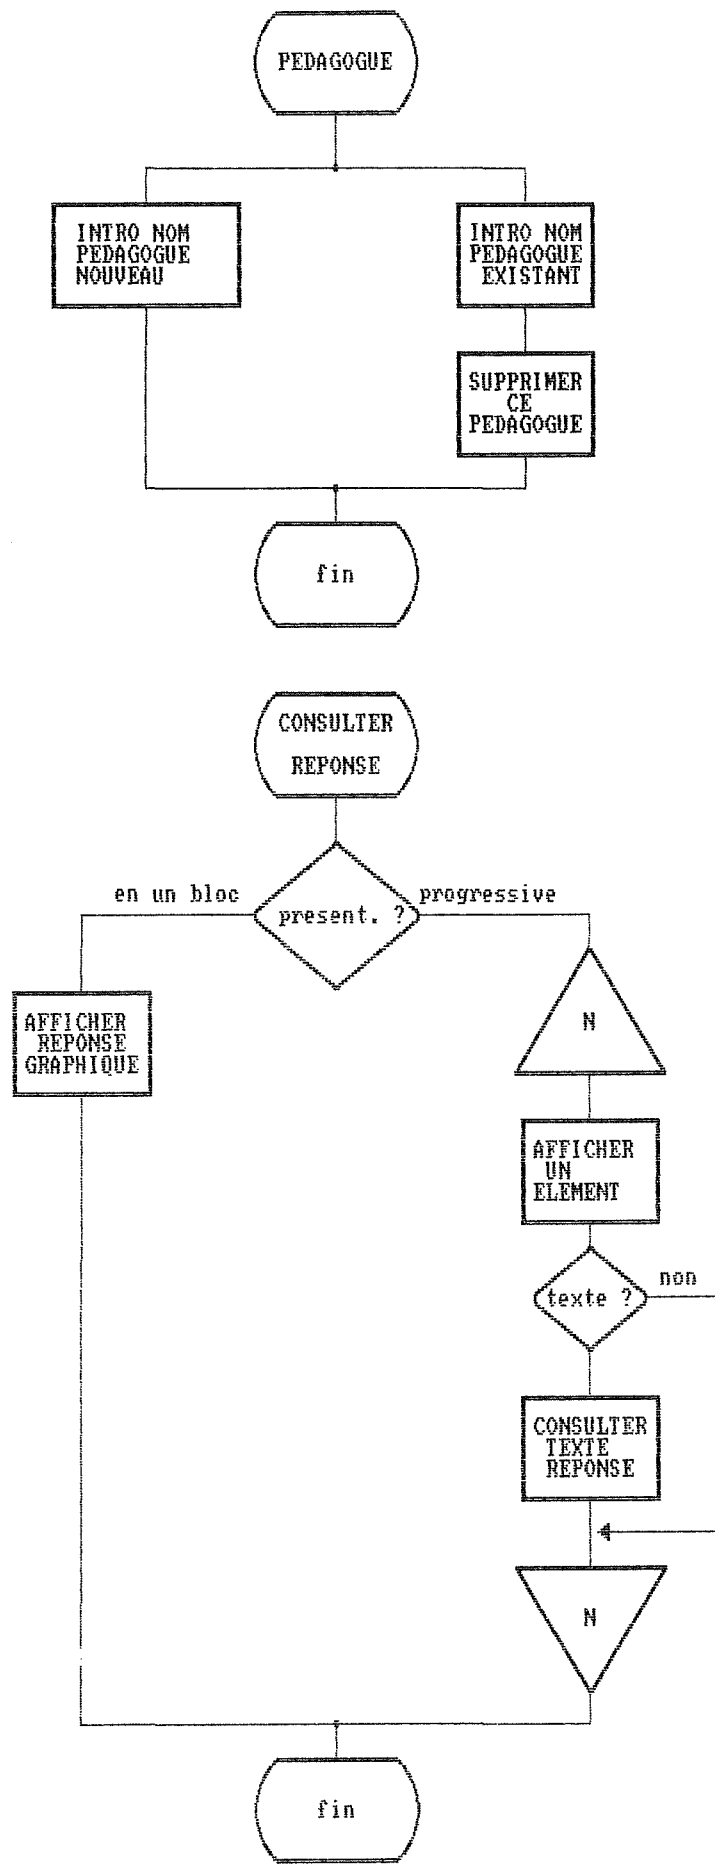 PEDAGOGUE
INTRO NOM
PEDAGOGUE
NOUVEAU
INTRO NOM
PEDAGOGUE
EXISTANT
SUPPRIMER
CE
PEDAGOGUE
fin
CONSULTER
REPONSE
en un bloc
present. ?
progressive
AFFICHER
REPONSE
GRAPHIQUE
N
AFFICHER
UN
ELEMENT
texte ?
non
CONSULTER
TEXTE
REPONSE
N
fin